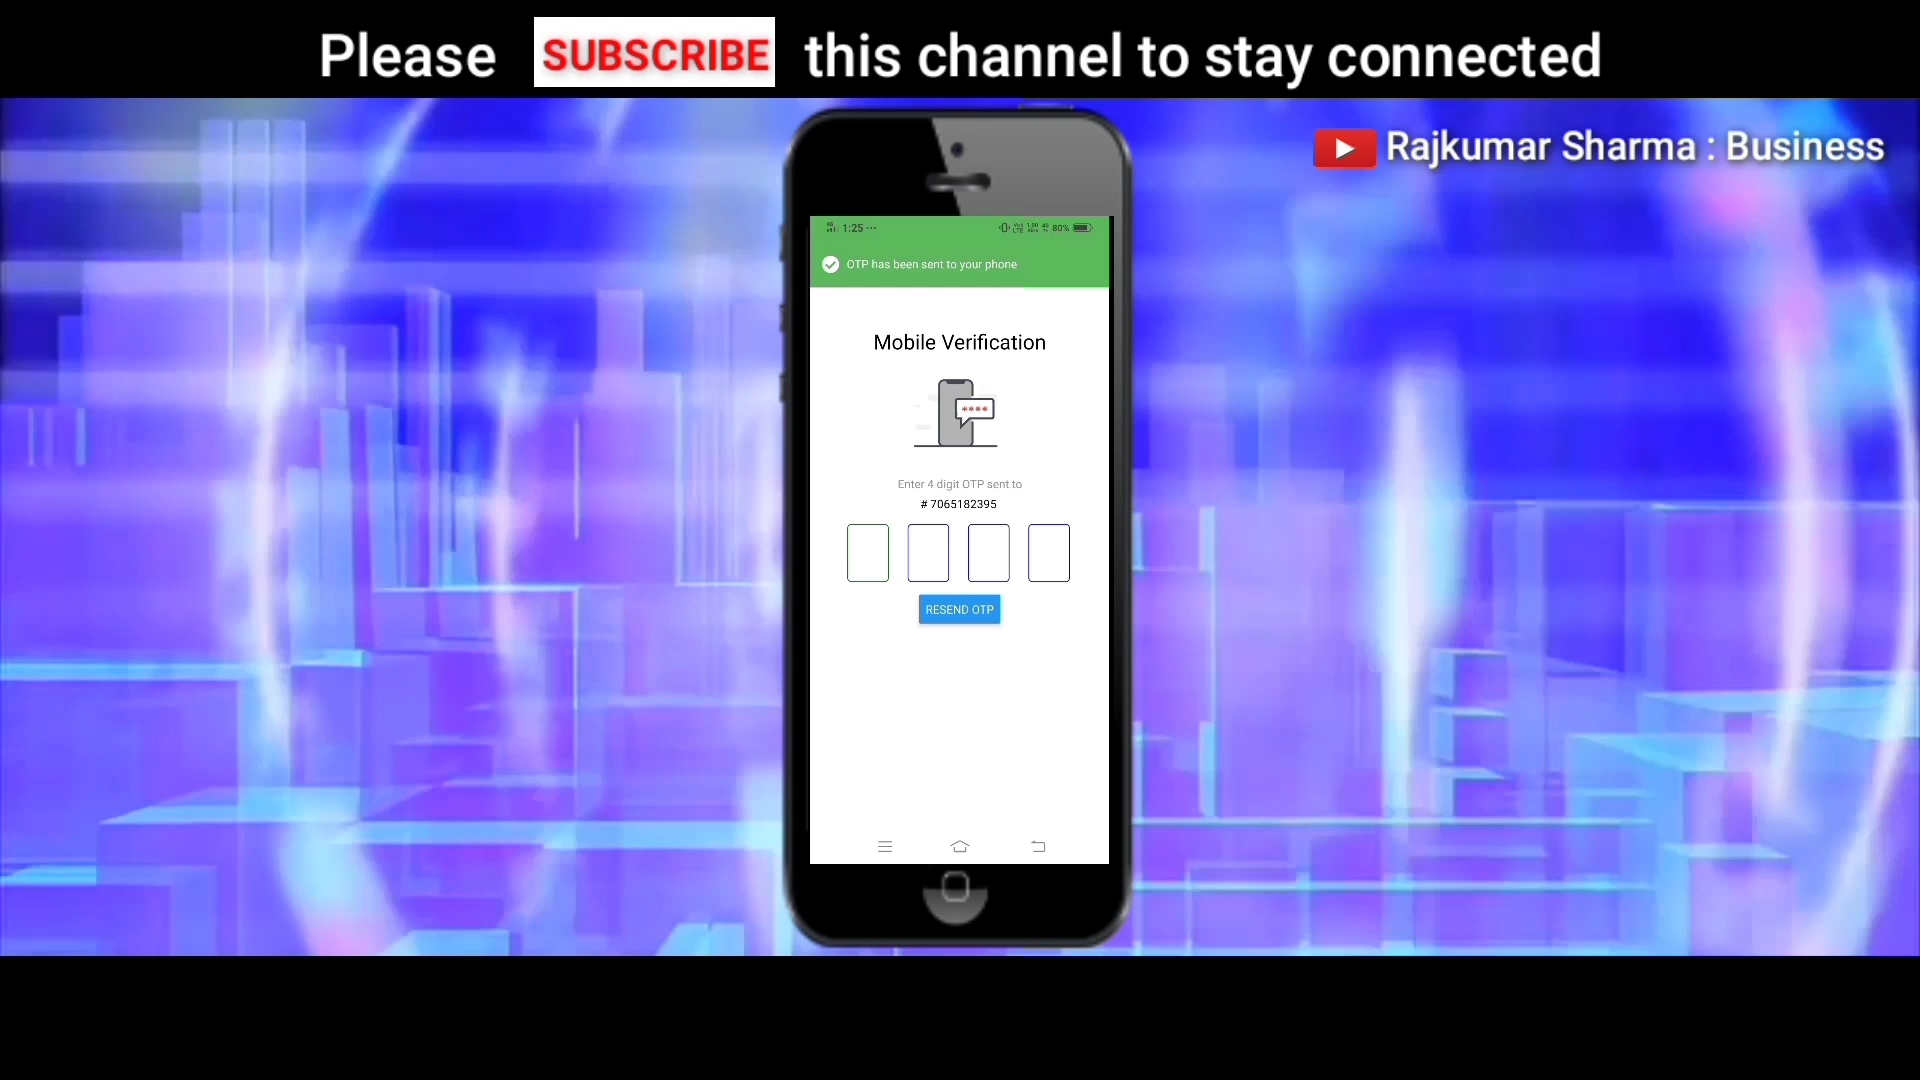 Please SUBSCRIBE this channel to stay connected
Rajkumar Sharma : Business
1:25 ... 80%
OTP has been sent to your phone
Mobile Verification
****
Enter 4 digit OTP sent to
# 7065182395
RESEND OTP